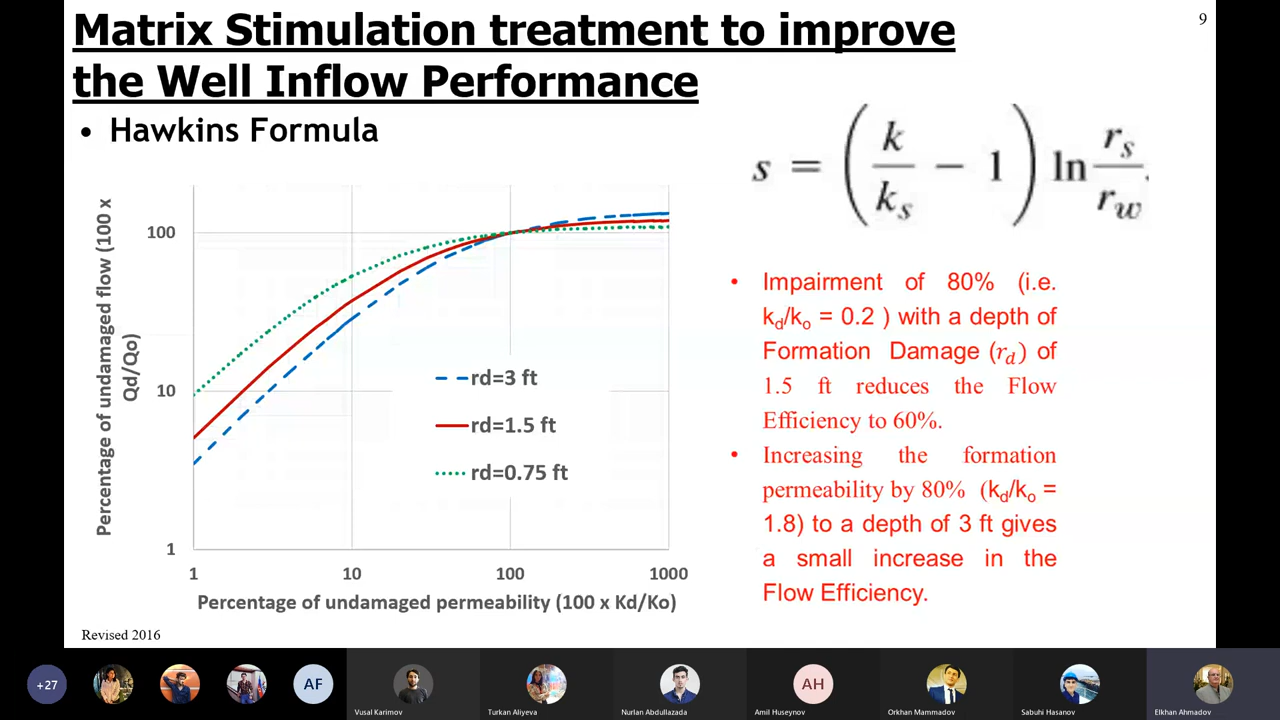 Matrix Stimulation treatment to improve
the Well Inflow Performance
9
• Hawkins Formula
s = (k/kₛ − 1) ln rₛ/r_w.
Percentage of undamaged flow (100 x
Qd/Qo)
100
10
1
rd=3 ft
rd=1.5 ft
rd=0.75 ft
1 10 100 1000
Percentage of undamaged permeability (100 x Kd/Ko)
• Impairment of 80% (i.e.
kd/ko = 0.2 ) with a depth of
Formation Damage (rd) of
1.5 ft reduces the Flow
Efficiency to 60%.
• Increasing the formation
permeability by 80% (kd/ko =
1.8) to a depth of 3 ft gives
a small increase in the
Flow Efficiency.
Revised 2016
+27
AF
Vusal Karimov
Turkan Aliyeva
Nurlan Abdullazada
AH
Amil Huseynov
Orkhan Mammadov
Sabuhi Hasanov
Elkhan Ahmadov